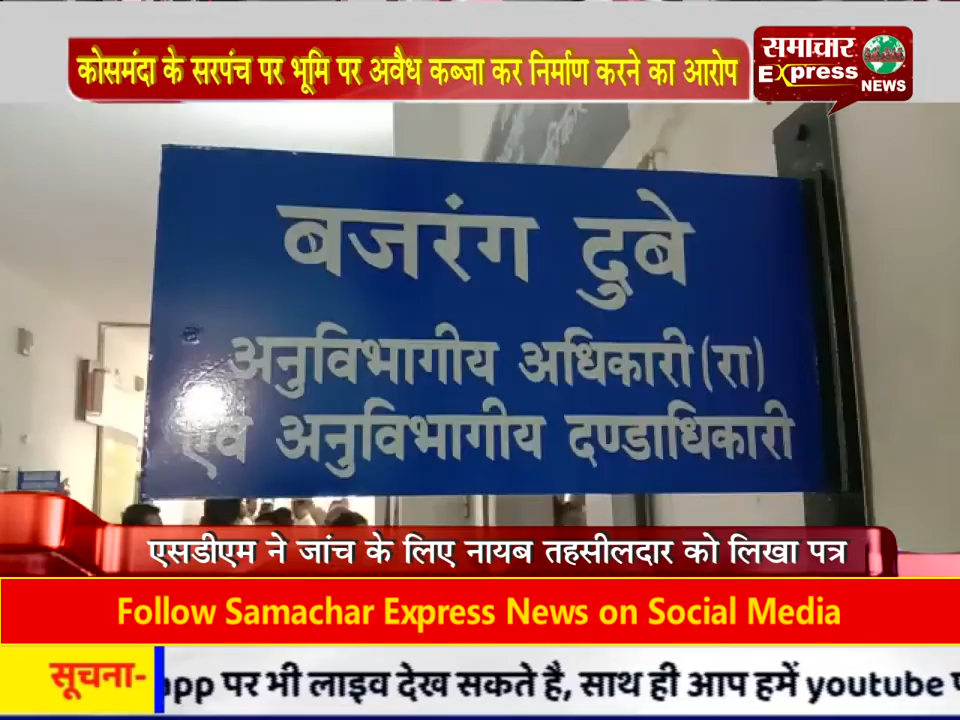 कोसमंदा के सरपंच पर भूमि पर अवैध कब्जा कर निर्माण करने का आरोप
समाचार
Express
NEWS
बजरंग दुबे
अनुविभागीय अधिकारी (रा)
एवं अनुविभागीय दण्डाधिकारी
एसडीएम ने जांच के लिए नायब तहसीलदार को लिखा पत्र
Follow Samachar Express News on Social Media
सूचना- pp पर भी लाइव देख सकते है, साथ ही आप हमें youtube